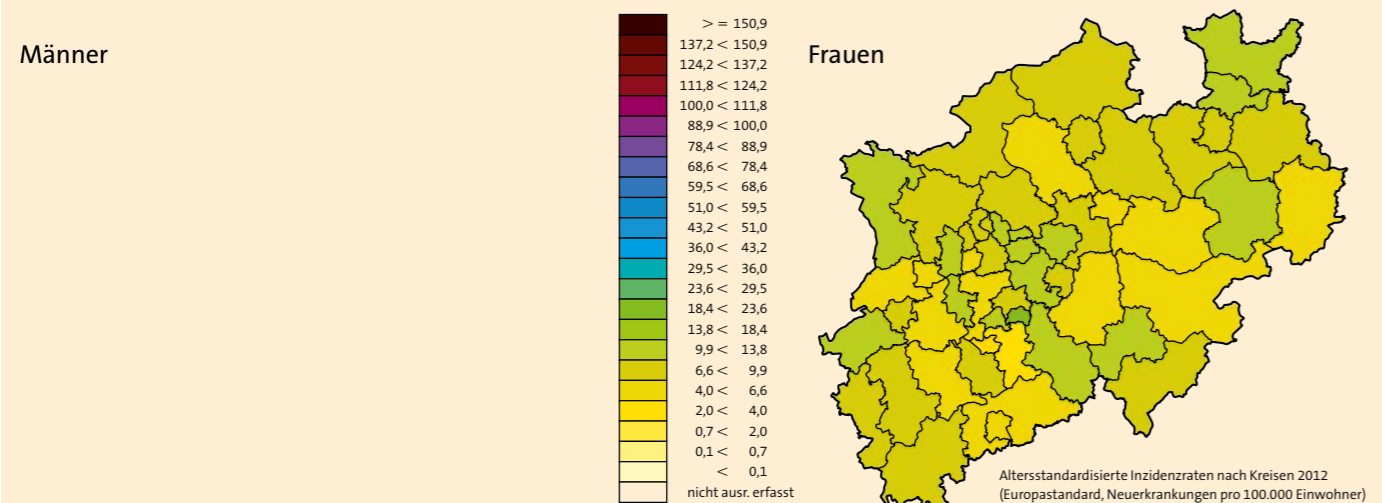 Männer
> = 150,9
137,2 < 150,9
124,2 < 137,2
111,8 < 124,2
100,0 < 111,8
88,9 < 100,0
78,4 < 88,9
68,6 < 78,4
59,5 < 68,6
51,0 < 59,5
43,2 < 51,0
36,0 < 43,2
29,5 < 36,0
23,6 < 29,5
18,4 < 23,6
13,8 < 18,4
9,9 < 13,8
6,6 < 9,9
4,0 < 6,6
2,0 < 4,0
0,7 < 2,0
0,1 < 0,7
< 0,1
nicht ausr. erfasst
Frauen
Altersstandardisierte Inzidenzraten nach Kreisen 2012
(Europastandard, Neuerkrankungen pro 100.000 Einwohner)